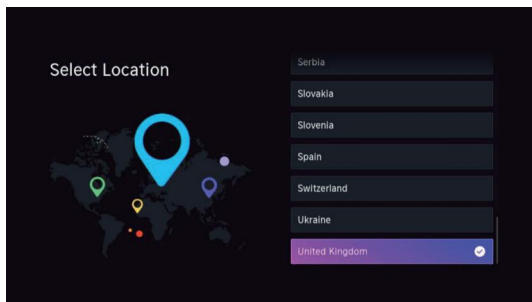 Select Location
Serbia
Slovakia
Slovenia
Spain
Switzerland
Ukraine
United Kingdom